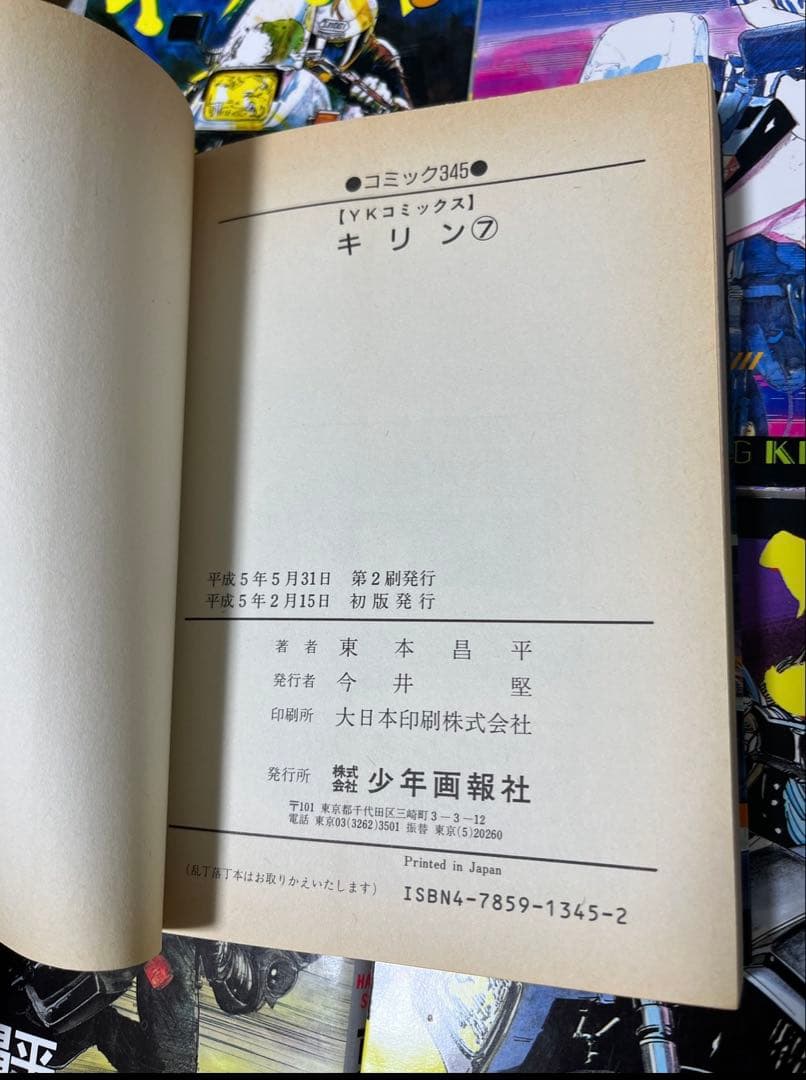 ●コミック345●
【YKコミックス】
キリン⑦
平成5年5月31日 第2刷発行
平成5年2月15日 初版発行
著者 東本昌平
発行者 今井堅
印刷所 大日本印刷株式会社
発行所 株式会社 少年画報社
〒101 東京都千代田区三崎町3-3-12
電話 東京03(3262)3501 振替 東京(5)20260
Printed in Japan
(乱丁落丁本はお取りかえいたします)
ISBN4-7859-1345-2